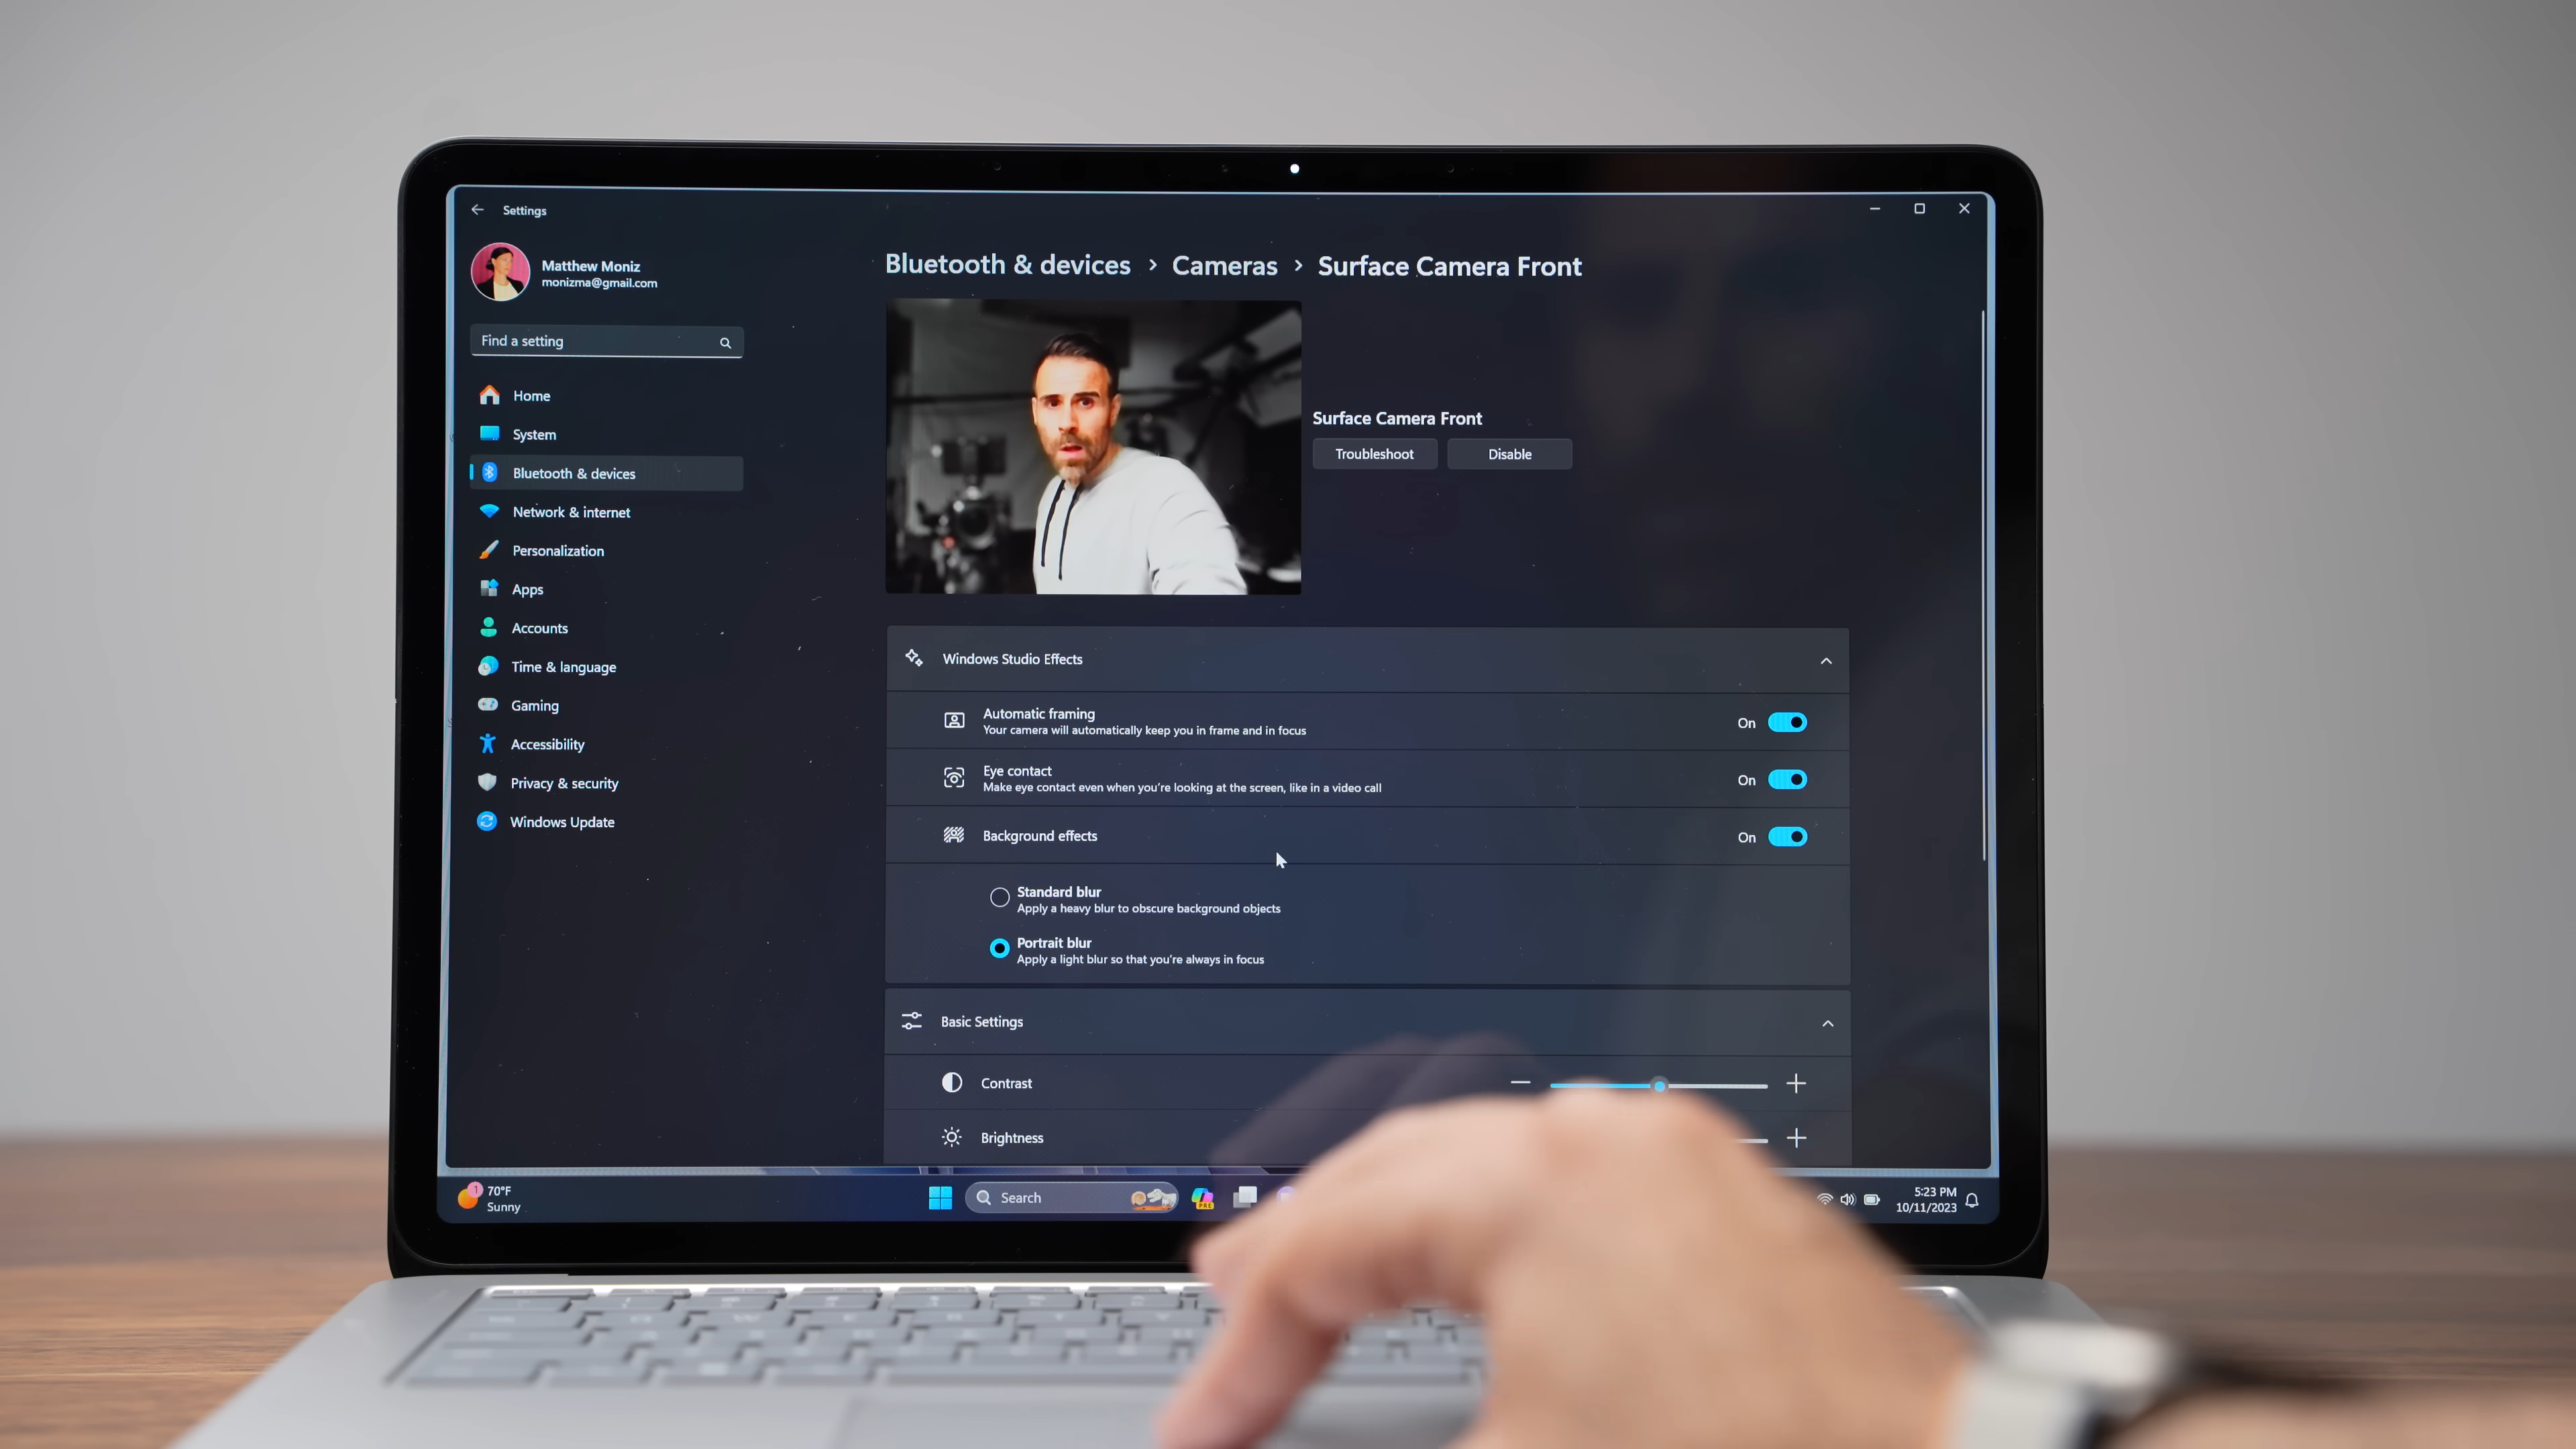 Settings
Matthew Moniz
monizma@gmail.com
Find a setting
Home
System
Bluetooth & devices
Network & internet
Personalization
Apps
Accounts
Time & language
Gaming
Accessibility
Privacy & security
Windows Update
Bluetooth & devices › Cameras › Surface Camera Front
Surface Camera Front
Troubleshoot Disable
Windows Studio Effects
Automatic framing
Your camera will automatically keep you in frame and in focus
On
Eye contact
Make eye contact even when you're looking at the screen, like in a video call
On
Background effects
On
Standard blur
Apply a heavy blur to obscure background objects
Portrait blur
Apply a light blur so that you're always in focus
Basic Settings
Contrast
Brightness
1
70°F
Sunny
Search
PRE
5:23 PM
10/11/2023